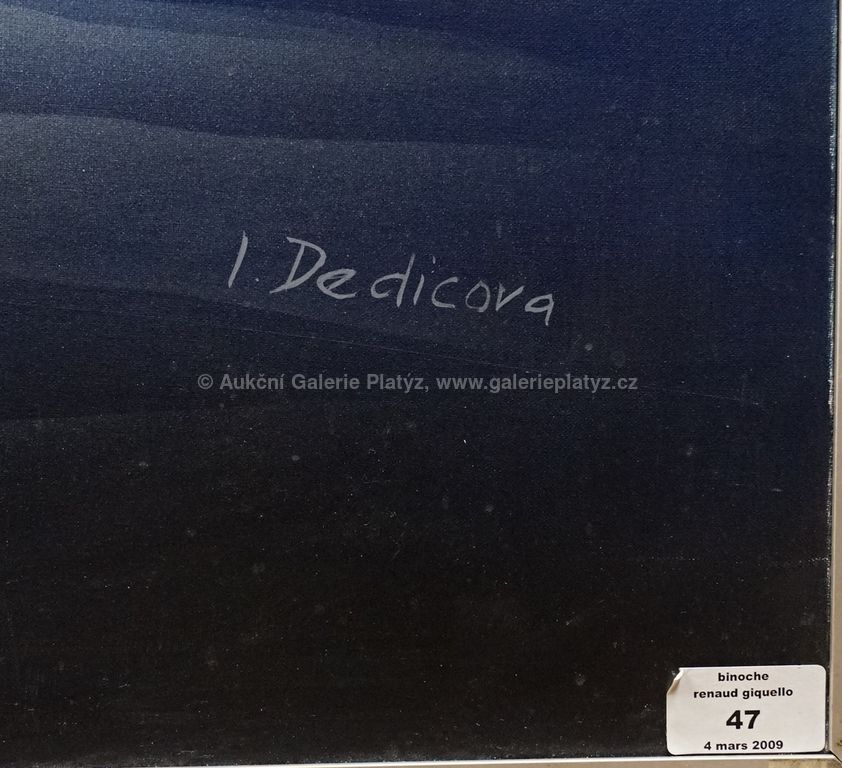 I. Dedicova
© Aukční Galerie Platýz, www.galerieplatyz.cz
binoche
renaud giquello
47
4 mars 2009